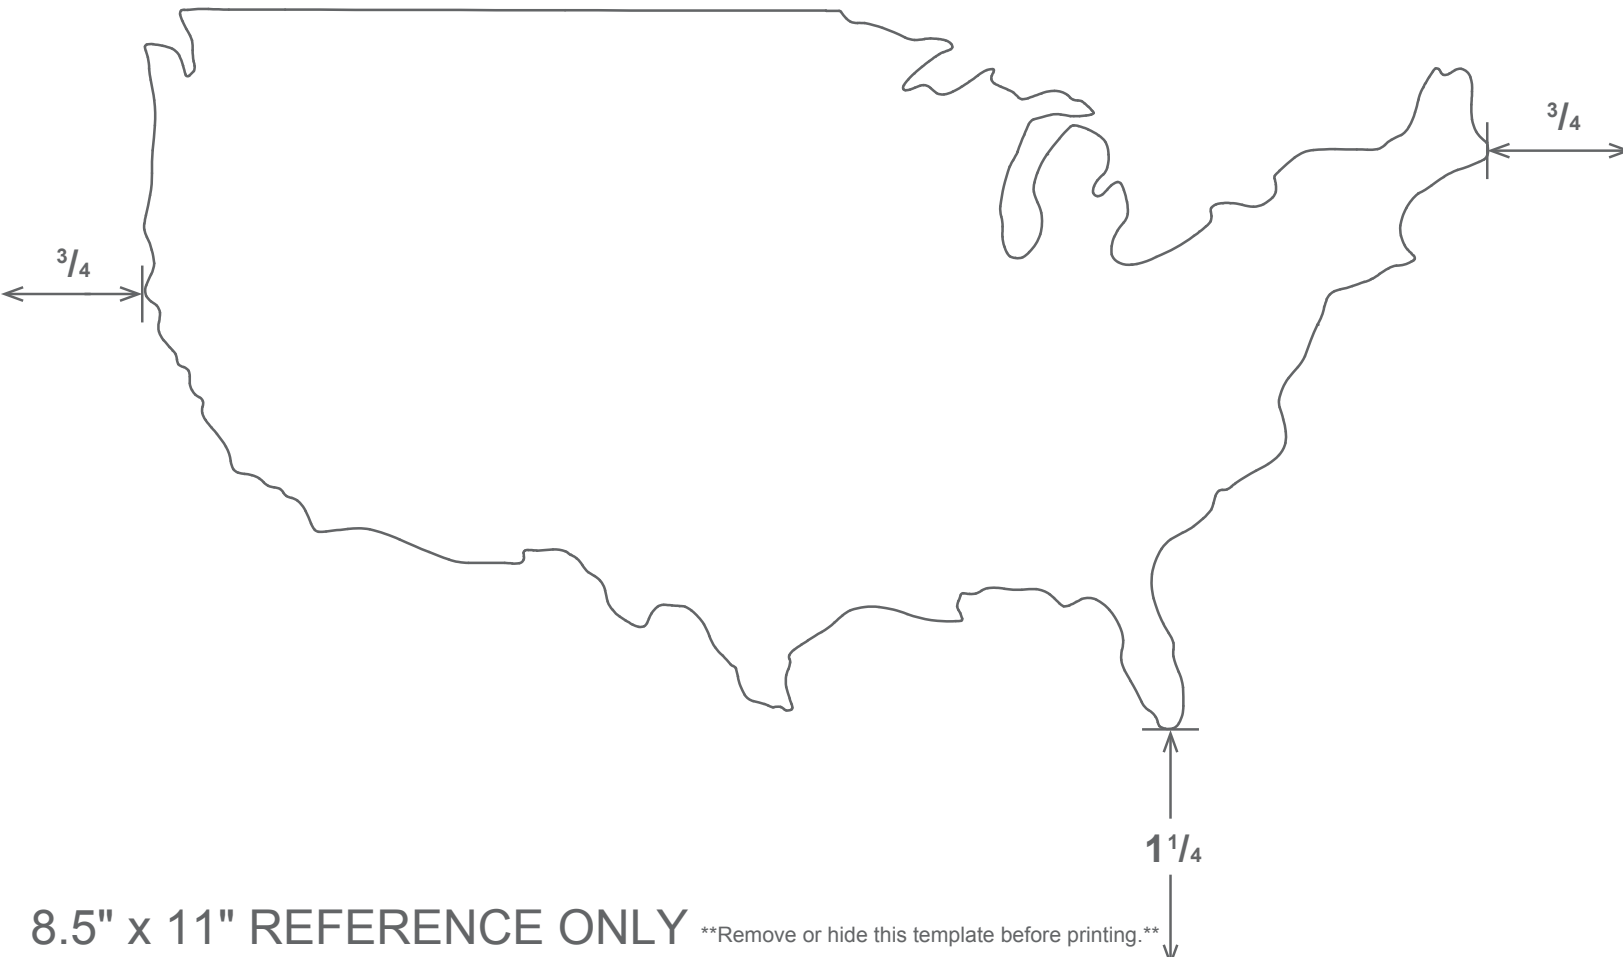 3/4
3/4
1 1/4
8.5" x 11" REFERENCE ONLY **Remove or hide this template before printing.**